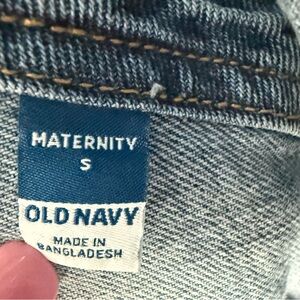 MATERNITY
S
OLD NAVY
MADE IN
BANGLADESH